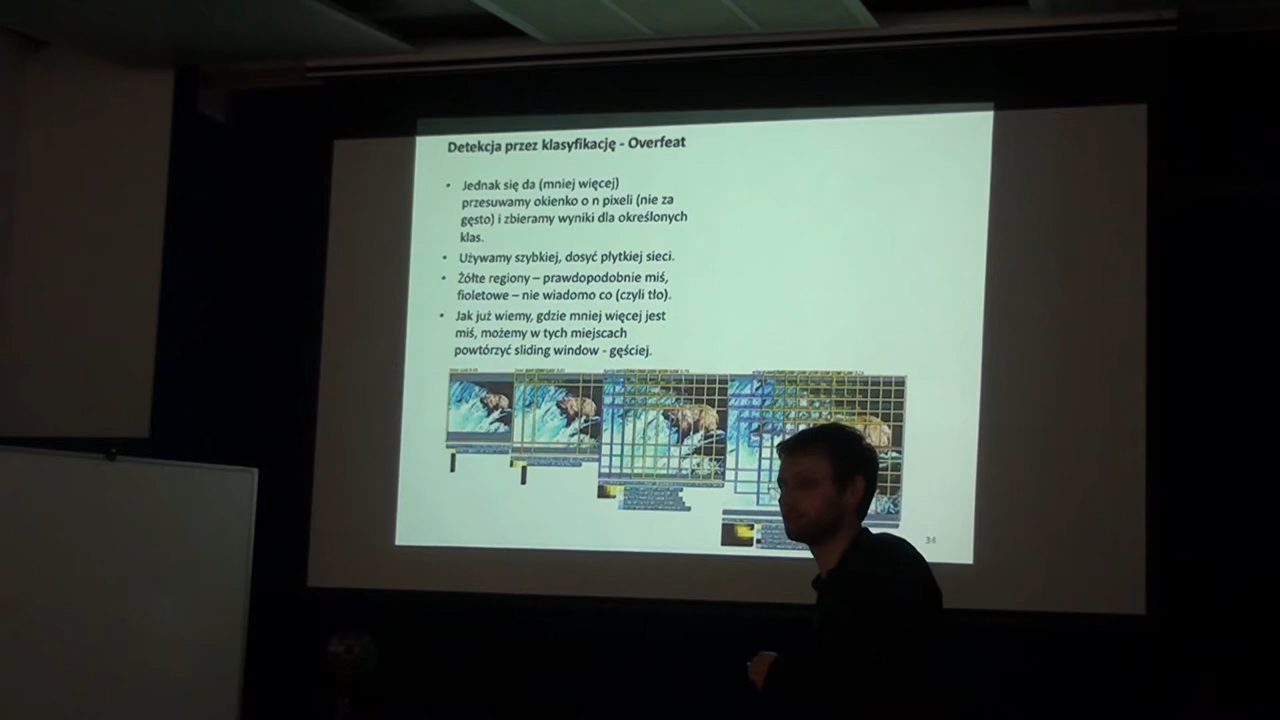 Detekcja przez klasyfikację - Overfeat
• Jednak się da (mniej więcej)
przesuwamy okienko o n pixeli (nie za
gęsto) i zbieramy wyniki dla określonych
klas.
• Używamy szybkiej, dosyć płytkiej sieci.
• Żółte regiony – prawdopodobnie miś,
fioletowe – nie wiadomo co (czyli tło).
• Jak już wiemy, gdzie mniej więcej jest
miś, możemy w tych miejscach
powtórzyć sliding window - gęściej.
34